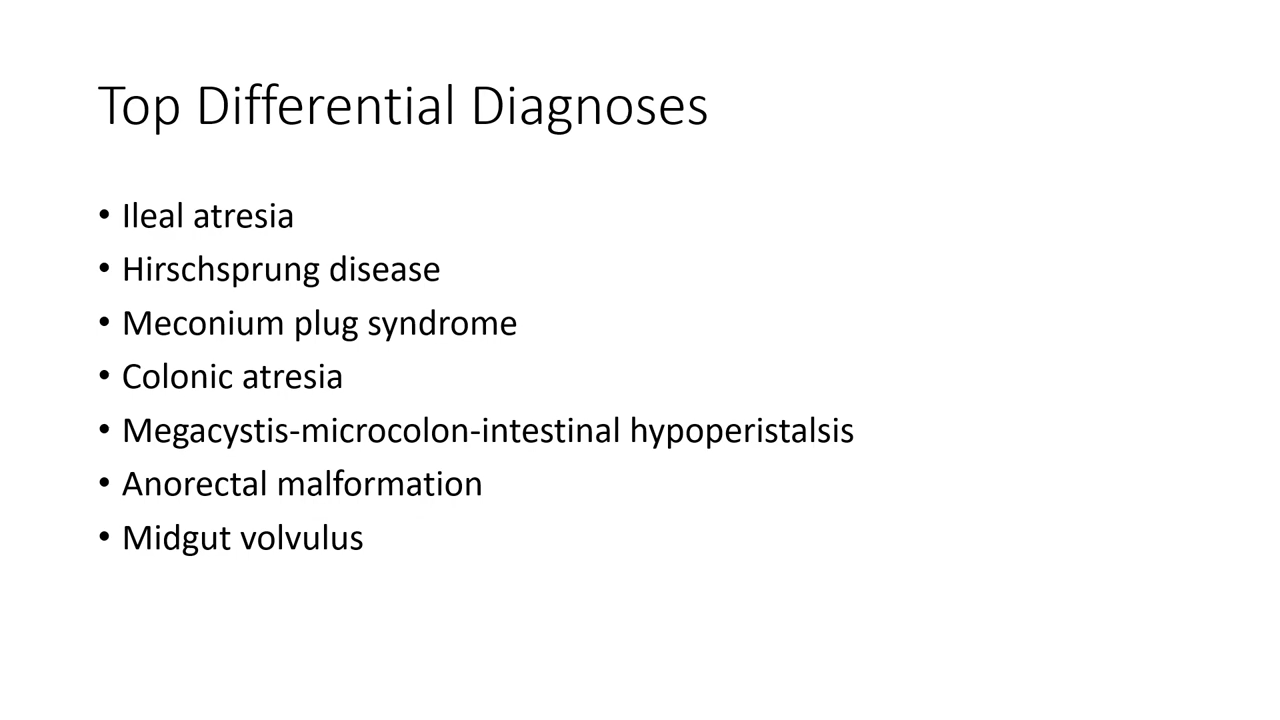 Top Differential Diagnoses
• Ileal atresia
• Hirschsprung disease
• Meconium plug syndrome
• Colonic atresia
• Megacystis-microcolon-intestinal hypoperistalsis
• Anorectal malformation
• Midgut volvulus